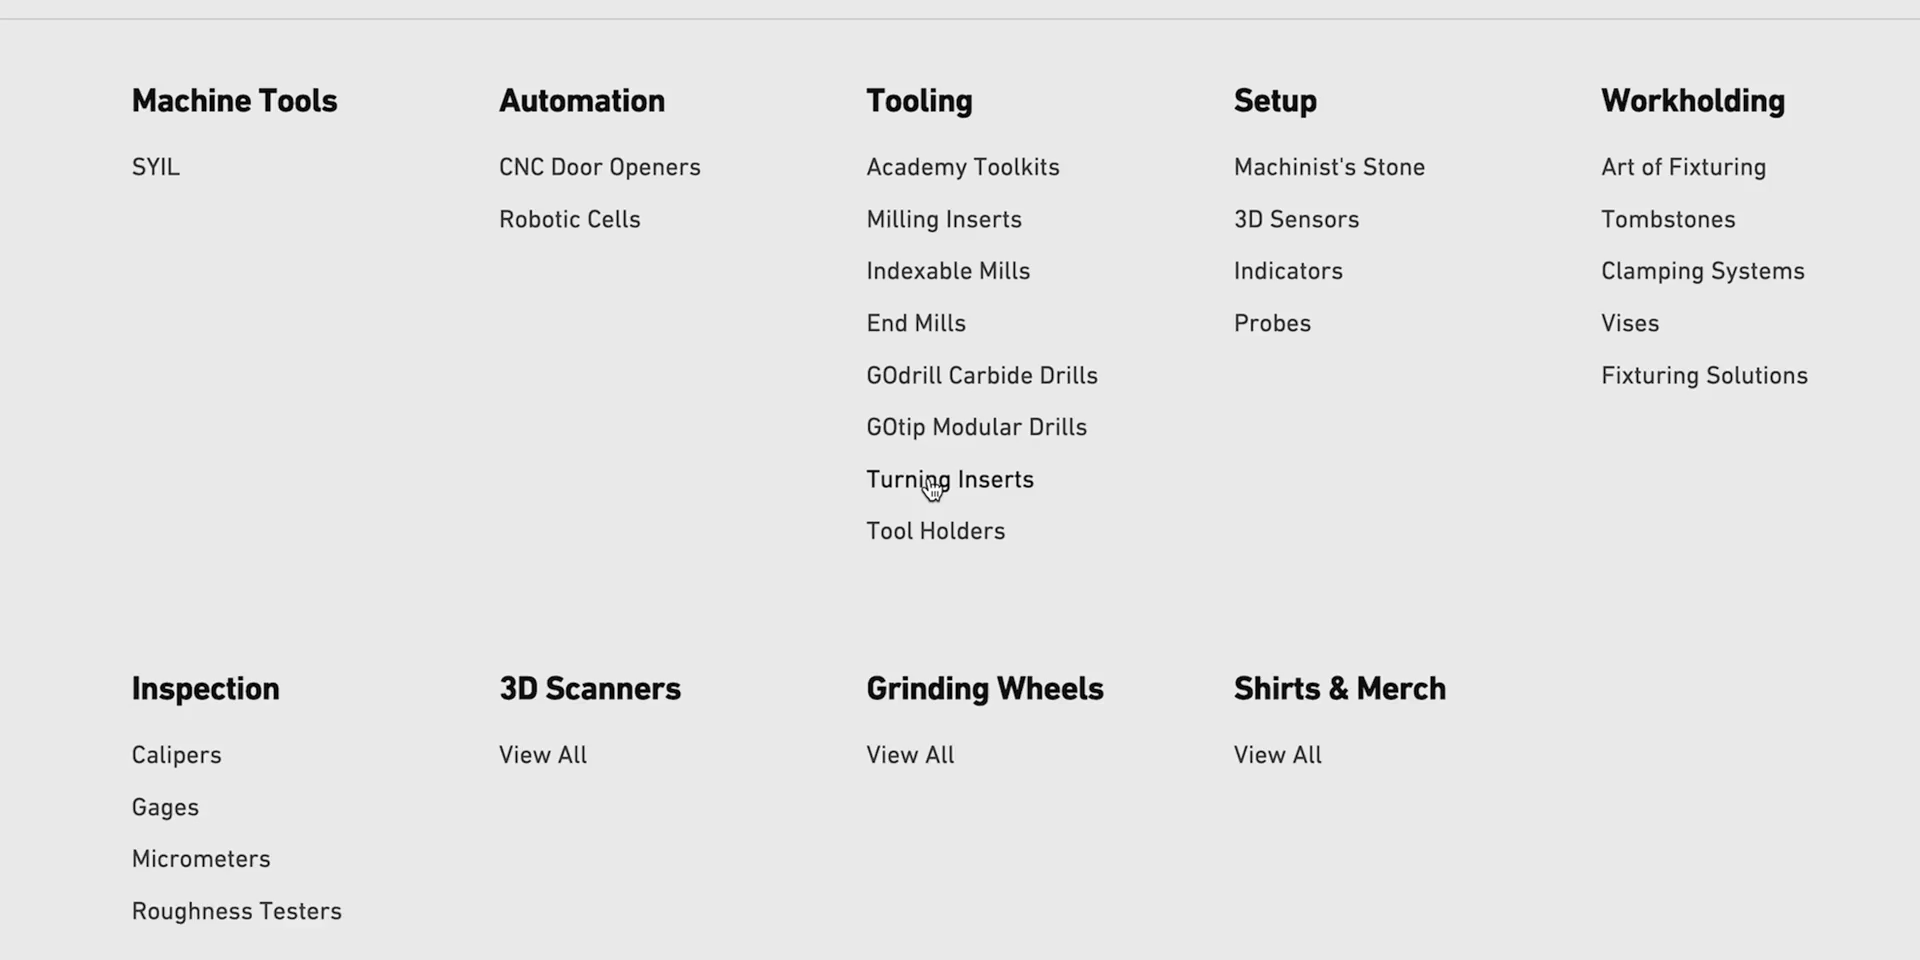 Machine Tools
SYIL
Automation
CNC Door Openers
Robotic Cells
Tooling
Academy Toolkits
Milling Inserts
Indexable Mills
End Mills
GOdrill Carbide Drills
GOtip Modular Drills
Turning Inserts
Tool Holders
Setup
Machinist's Stone
3D Sensors
Indicators
Probes
Workholding
Art of Fixturing
Tombstones
Clamping Systems
Vises
Fixturing Solutions
Inspection
Calipers
Gages
Micrometers
Roughness Testers
3D Scanners
View All
Grinding Wheels
View All
Shirts & Merch
View All